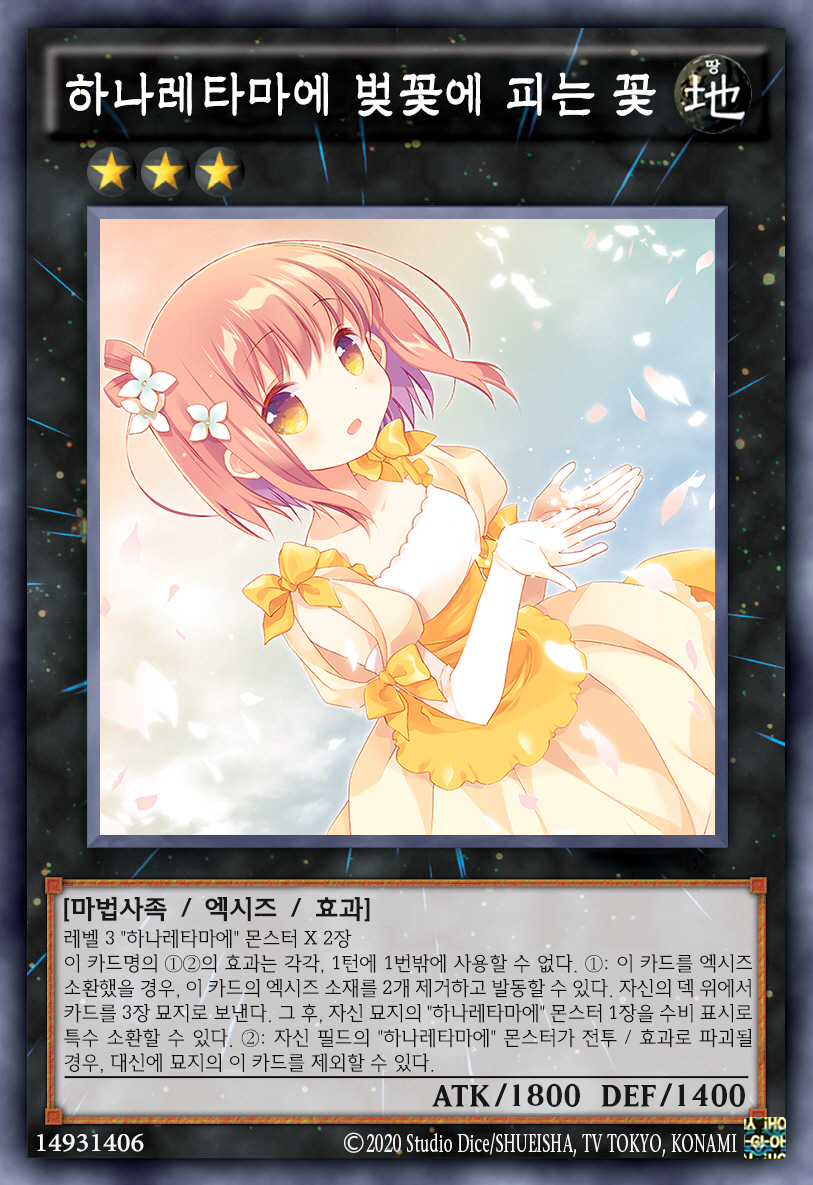 하나레타마에 벚꽃에 피는 꽃
땅
地
[마법사족 / 엑시즈 / 효과]
레벨 3 "하나레타마에" 몬스터 X 2장
이 카드명의 ①②의 효과는 각각, 1턴에 1번밖에 사용할 수 없다. ①: 이 카드를 엑시즈
소환했을 경우, 이 카드의 엑시즈 소재를 2개 제거하고 발동할 수 있다. 자신의 덱 위에서
카드를 3장 묘지로 보낸다. 그 후, 자신 묘지의 "하나레타마에" 몬스터 1장을 수비 표시로
특수 소환할 수 있다. ②: 자신 필드의 "하나레타마에" 몬스터가 전투 / 효과로 파괴될
경우, 대신에 묘지의 이 카드를 제외할 수 있다.
ATK/1800 DEF/1400
14931406
©2020 Studio Dice/SHUEISHA, TV TOKYO, KONAMI